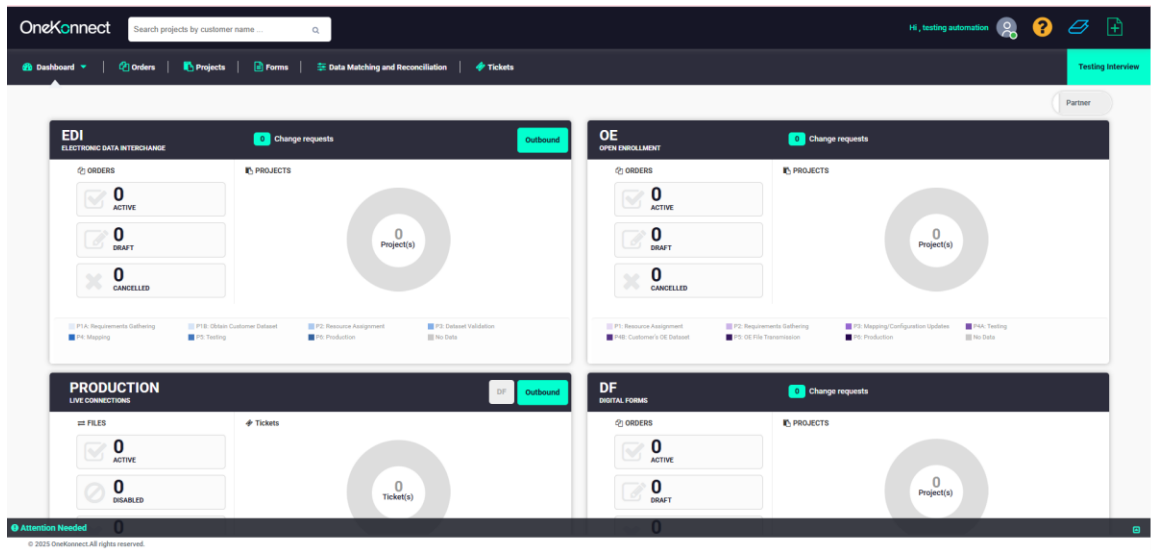 OneKonnect
Search projects by customer name ...
Hi , testing automation
Dashboard
Orders
Projects
Forms
Data Matching and Reconciliation
Tickets
Testing Interview
Partner
EDI
ELECTRONIC DATA INTERCHANGE
0 Change requests
Outbound
ORDERS
PROJECTS
0
ACTIVE
0
DRAFT
0
CANCELLED
0
Project(s)
P1A: Requirements Gathering
P1B: Obtain Customer Dataset
P2: Resource Assignment
P3: Dataset Validation
P4: Mapping
P5: Testing
P6: Production
No Data
OE
OPEN ENROLLMENT
0 Change requests
ORDERS
PROJECTS
0
ACTIVE
0
DRAFT
0
CANCELLED
0
Project(s)
P1: Resource Assignment
P2: Requirements Gathering
P3: Mapping/Configuration Updates
P4A: Testing
P4B: Customer's OE Dataset
P5: OE File Transmission
P6: Production
No Data
PRODUCTION
LIVE CONNECTIONS
DF
Outbound
FILES
Tickets
0
ACTIVE
0
DISABLED
0
0
Ticket(s)
DF
DIGITAL FORMS
0 Change requests
ORDERS
PROJECTS
0
ACTIVE
0
DRAFT
0
0
Project(s)
Attention Needed
© 2025 OneKonnect.All rights reserved.